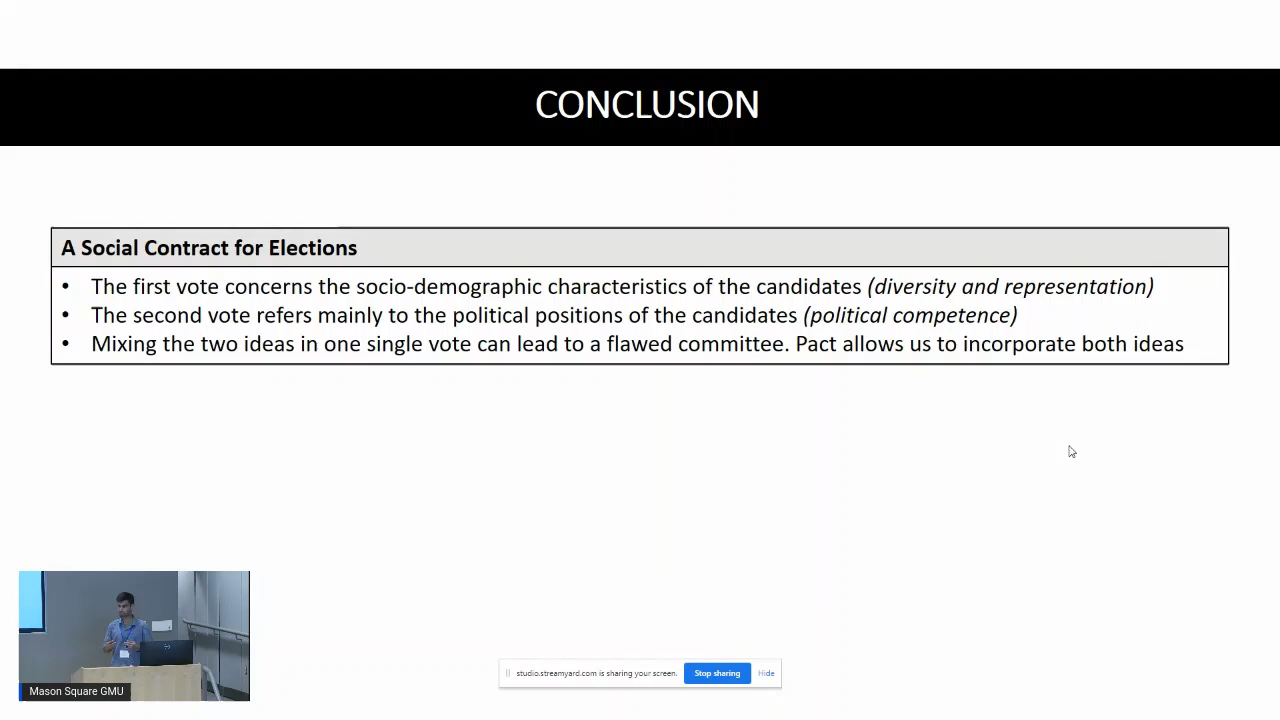 CONCLUSION
A Social Contract for Elections
• The first vote concerns the socio-demographic characteristics of the candidates (diversity and representation)
• The second vote refers mainly to the political positions of the candidates (political competence)
• Mixing the two ideas in one single vote can lead to a flawed committee. Pact allows us to incorporate both ideas
studio.streamyard.com is sharing your screen. Stop sharing Hide
Mason Square GMU